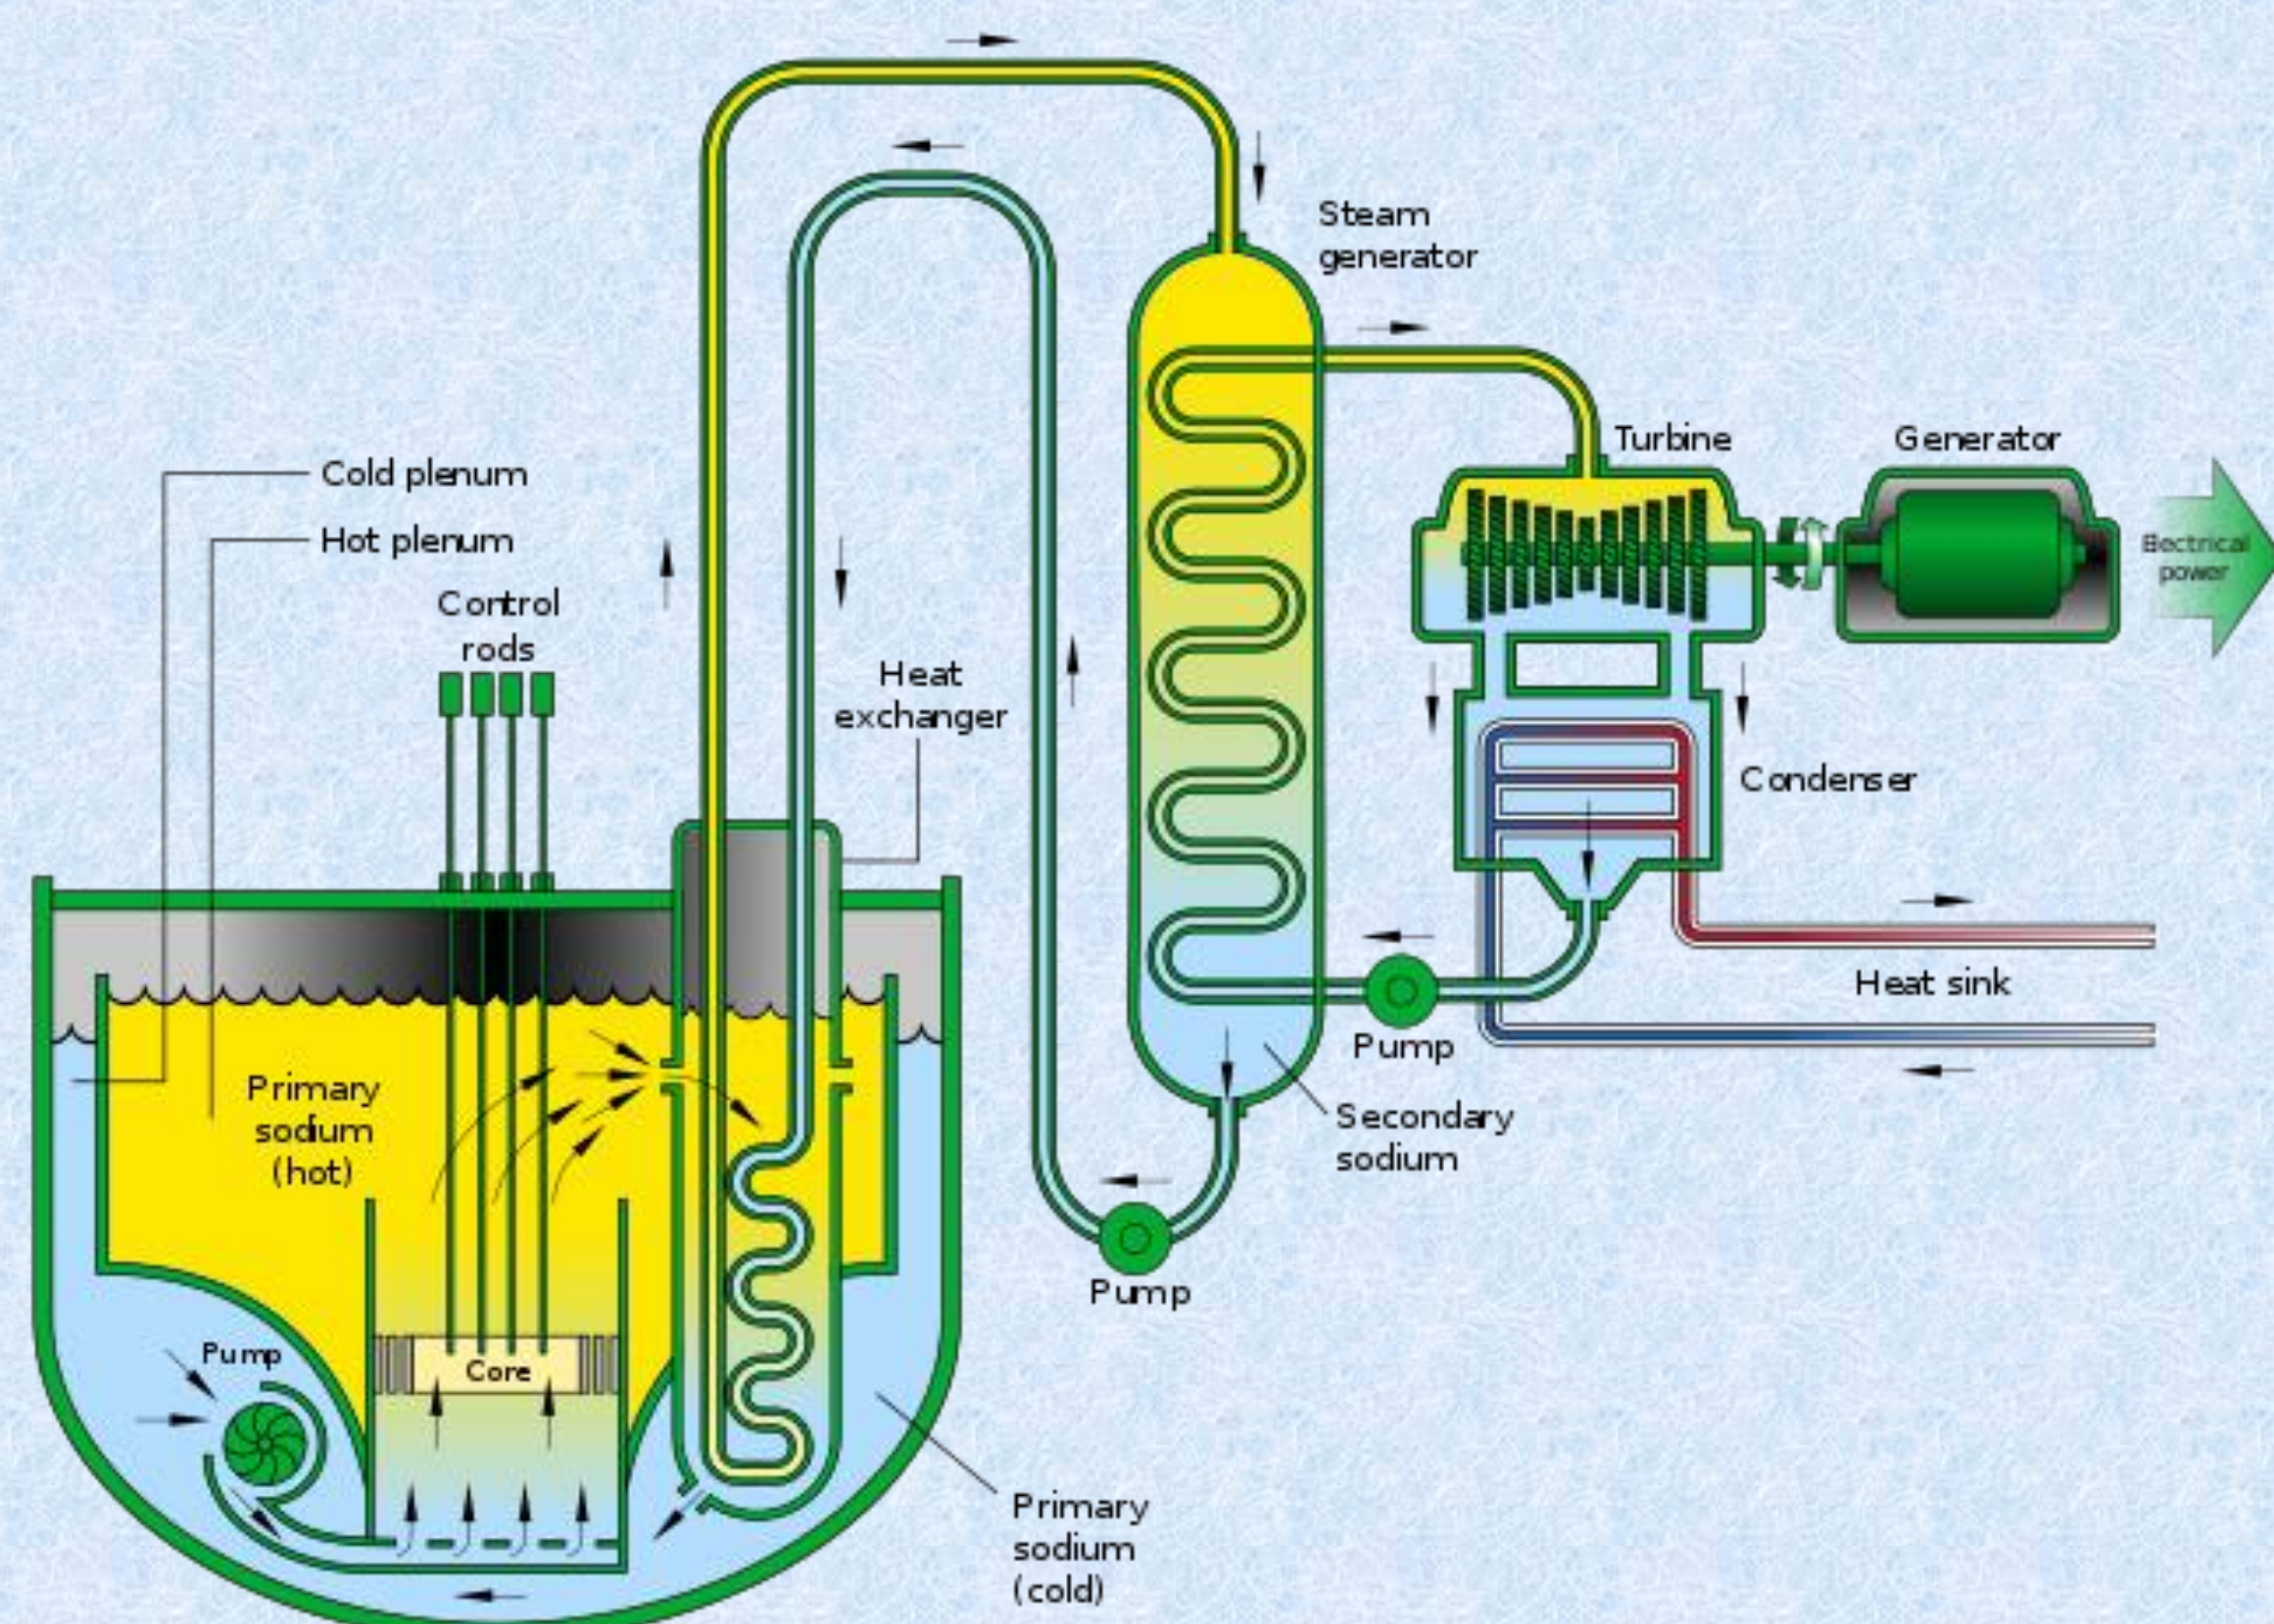 Steam
generator
Turbine
Generator
Cold plenum
Electrical
power
Hot plenum
Control
rods
Heat
exchanger
Condenser
Heat sink
Pump
Primary
sodium
(hot)
Secondary
sodium
Pump
Pump
Core
Primary
sodium
(cold)